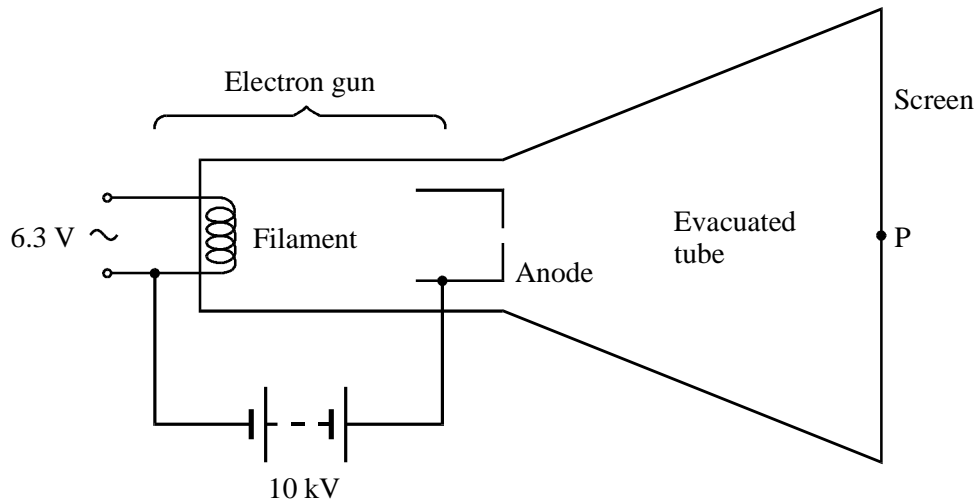 Electron gun
Screen
6.3 V ~
Filament
Evacuated
tube
P
Anode
10 kV